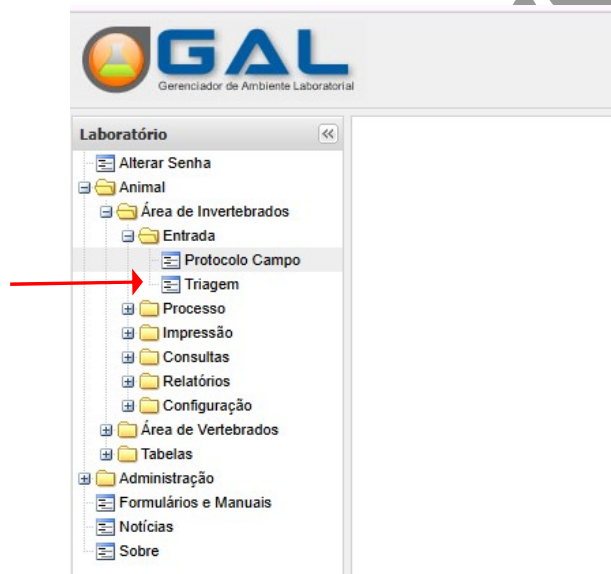 GAL
Gerenciador de Ambiente Laboratorial
Laboratório
Alterar Senha
Animal
Área de Invertebrados
Entrada
Protocolo Campo
Triagem
Processo
Impressão
Consultas
Relatórios
Configuração
Área de Vertebrados
Tabelas
Administração
Formulários e Manuais
Notícias
Sobre